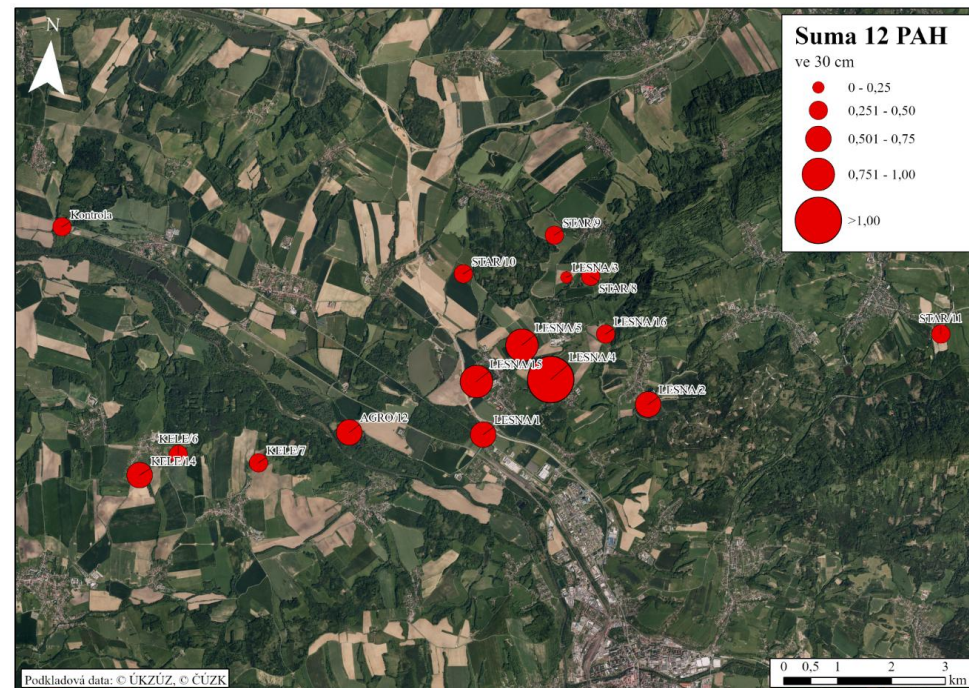 N
Suma 12 PAH
ve 30 cm
0 - 0,25
0,251 - 0,50
0,501 - 0,75
0,751 - 1,00
>1,00
Kontrola
STAR/9
STAR/10
LESNA/3
STAR/8
STAR/11
LESNA/16
LESNA/5
LESNA/4
LESNA/15
LESNA/2
AGRO/12
LESNA/1
KELE/6
KELE/7
KELE/14
Podkladová data: © ÚKZÚZ, © ČÚZK
0 0,5 1 2 3
km